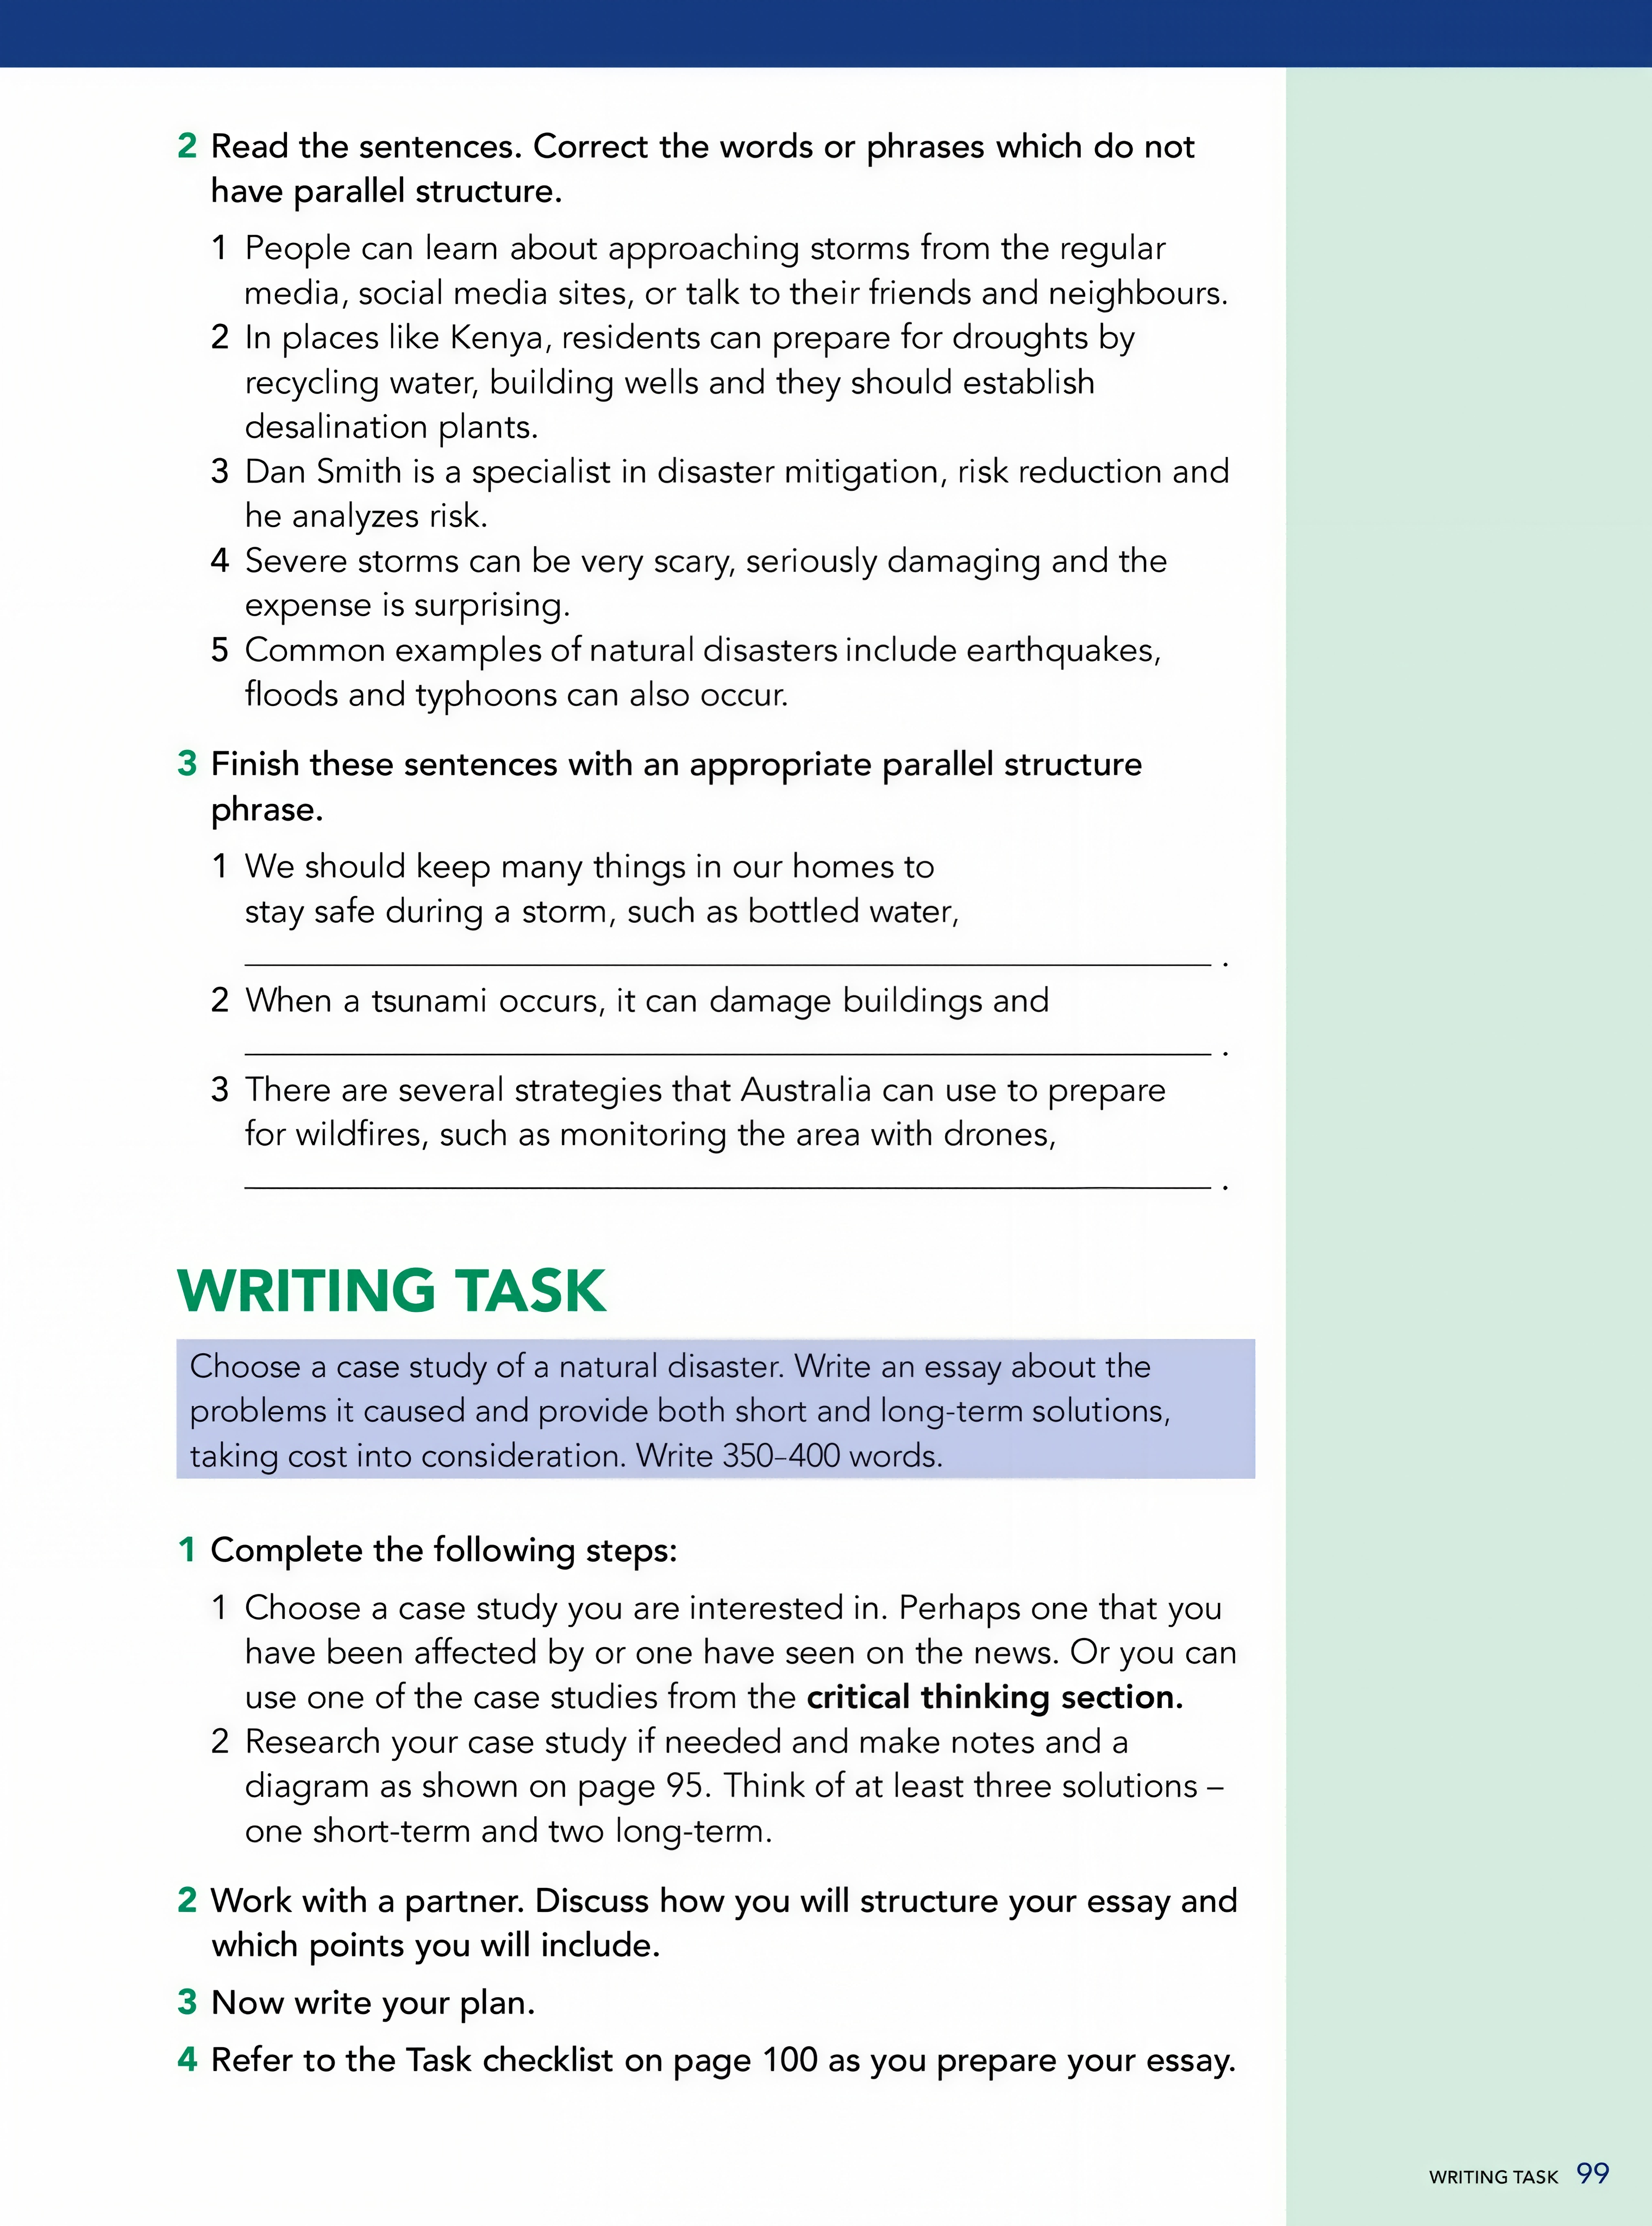 2 Read the sentences. Correct the words or phrases which do not
have parallel structure.
1 People can learn about approaching storms from the regular
media, social media sites, or talk to their friends and neighbours.
2 In places like Kenya, residents can prepare for droughts by
recycling water, building wells and they should establish
desalination plants.
3 Dan Smith is a specialist in disaster mitigation, risk reduction and
he analyzes risk.
4 Severe storms can be very scary, seriously damaging and the
expense is surprising.
5 Common examples of natural disasters include earthquakes,
floods and typhoons can also occur.
3 Finish these sentences with an appropriate parallel structure
phrase.
1 We should keep many things in our homes to
stay safe during a storm, such as bottled water,
.
2 When a tsunami occurs, it can damage buildings and
.
3 There are several strategies that Australia can use to prepare
for wildfires, such as monitoring the area with drones,
.
WRITING TASK
Choose a case study of a natural disaster. Write an essay about the
problems it caused and provide both short and long-term solutions,
taking cost into consideration. Write 350–400 words.
1 Complete the following steps:
1 Choose a case study you are interested in. Perhaps one that you
have been affected by or one have seen on the news. Or you can
use one of the case studies from the critical thinking section.
2 Research your case study if needed and make notes and a
diagram as shown on page 95. Think of at least three solutions –
one short-term and two long-term.
2 Work with a partner. Discuss how you will structure your essay and
which points you will include.
3 Now write your plan.
4 Refer to the Task checklist on page 100 as you prepare your essay.
WRITING TASK 99